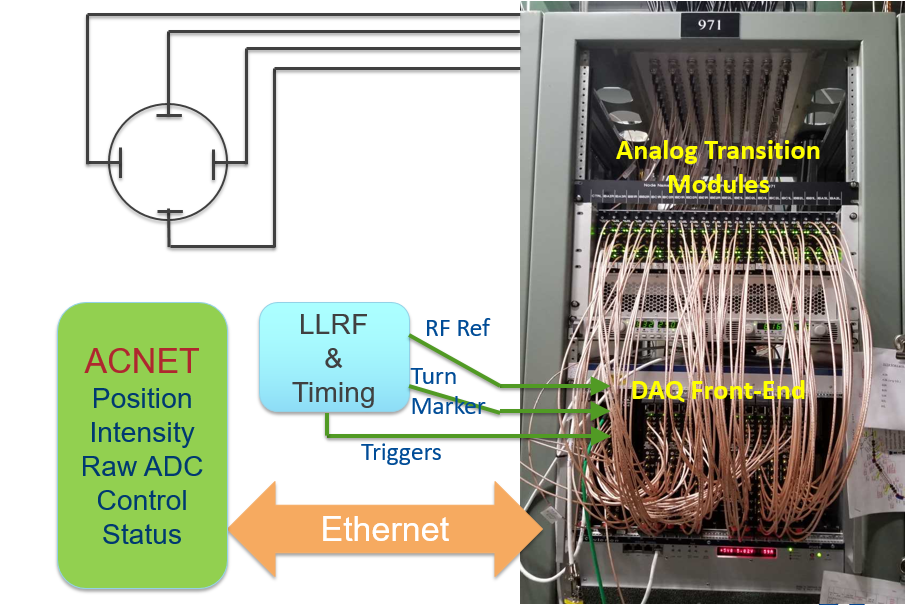 971
Analog Transition
Modules
LLRF
&
Timing
RF Ref
Turn
Marker
Triggers
DAQ Front-End
ACNET
Position
Intensity
Raw ADC
Control
Status
Ethernet